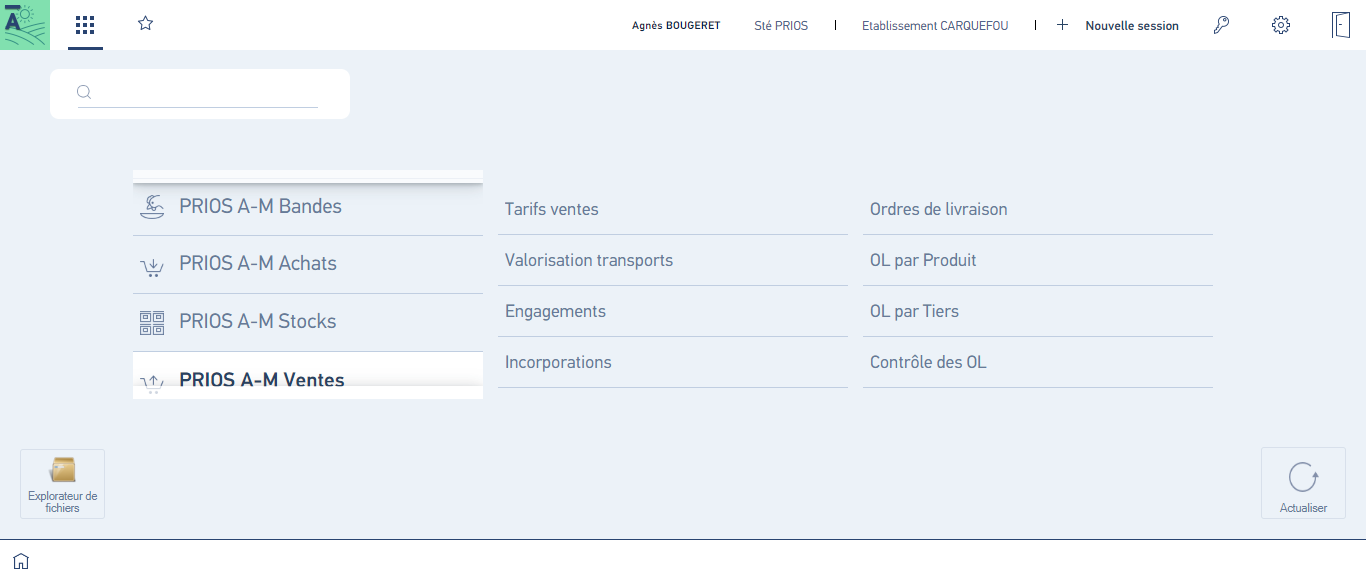 Ā
Agnès BOUGERET Sté PRIOS Etablissement CARQUEFOU Nouvelle session
PRIOS A-M Bandes
PRIOS A-M Achats
PRIOS A-M Stocks
PRIOS A-M Ventes
Tarifs ventes
Valorisation transports
Engagements
Incorporations
Ordres de livraison
OL par Produit
OL par Tiers
Contrôle des OL
Explorateur de
fichiers
Actualiser